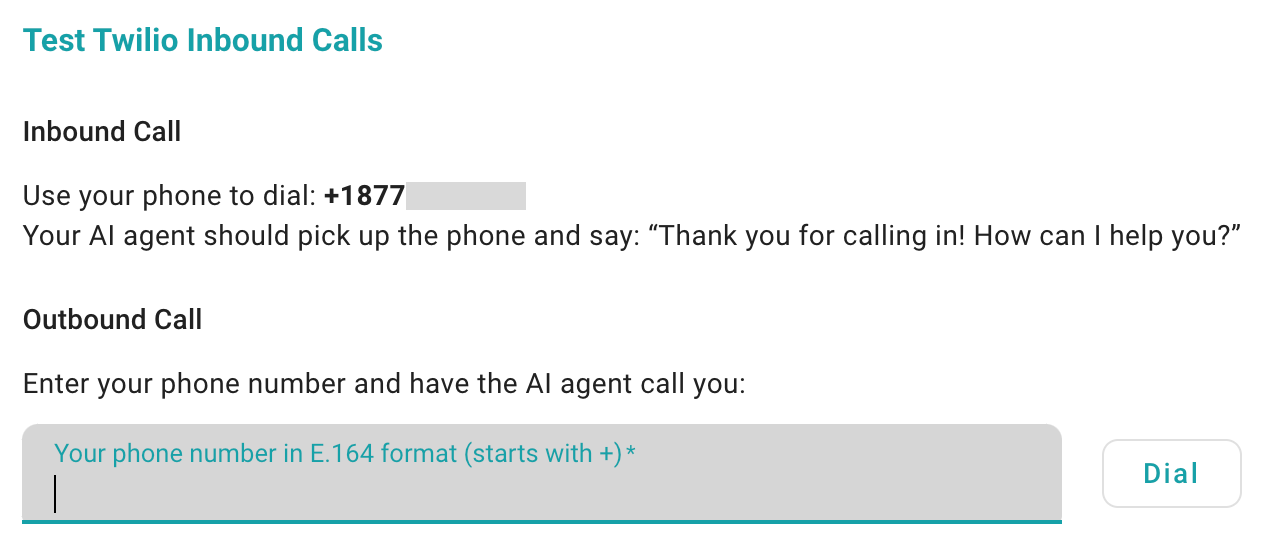 Test Twilio Inbound Calls
Inbound Call
Use your phone to dial: +1877
Your AI agent should pick up the phone and say: “Thank you for calling in! How can I help you?”
Outbound Call
Enter your phone number and have the AI agent call you:
Your phone number in E.164 format (starts with +)*
Dial